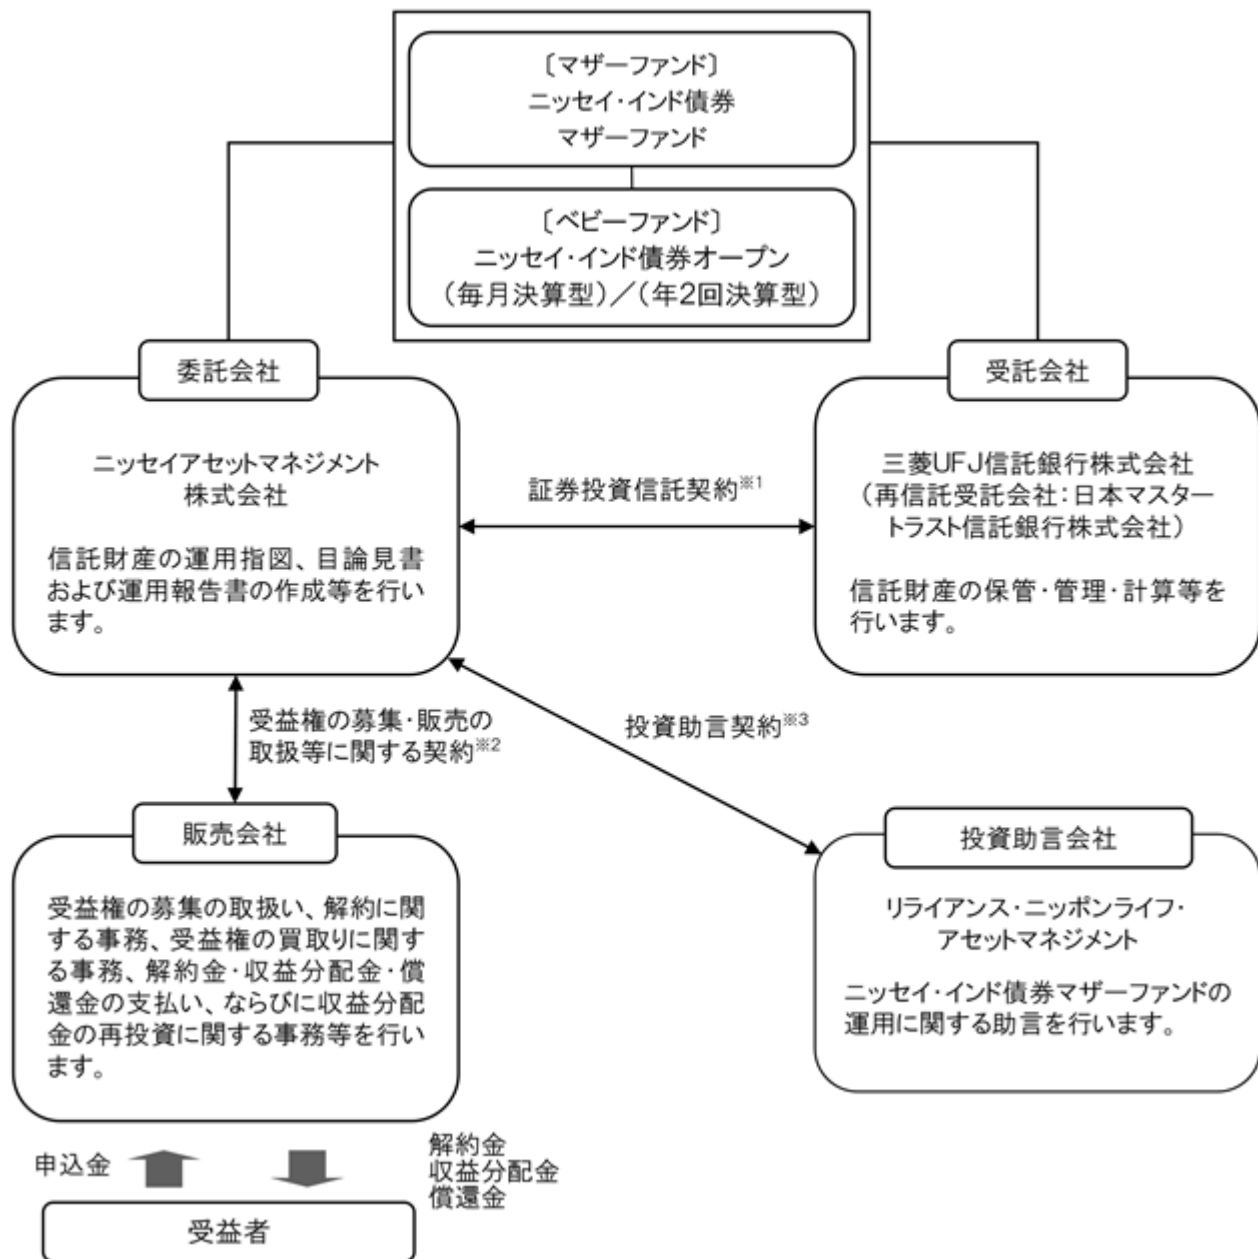 〔マザーファンド〕
ニッセイ・インド債券
マザーファンド
〔ベビーファンド〕
ニッセイ・インド債券オープン
（毎月決算型）／（年2回決算型）
委託会社
ニッセイアセットマネジメント
株式会社
信託財産の運用指図、目論見書
および運用報告書の作成等を行い
ます。
証券投資信託契約※1
受託会社
三菱UFJ信託銀行株式会社
（再信託受託会社：日本マスター
トラスト信託銀行株式会社）
信託財産の保管・管理・計算等を
行います。
受益権の募集・販売の
取扱等に関する契約※2
投資助言契約※3
販売会社
受益権の募集の取扱い、解約に関
する事務、受益権の買取りに関す
る事務、解約金・収益分配金・償
還金の支払い、ならびに収益分配
金の再投資に関する事務等を行い
ます。
投資助言会社
リライアンス・ニッポンライフ・
アセットマネジメント
ニッセイ・インド債券マザーファンドの
運用に関する助言を行います。
申込金
解約金
収益分配金
償還金
受益者